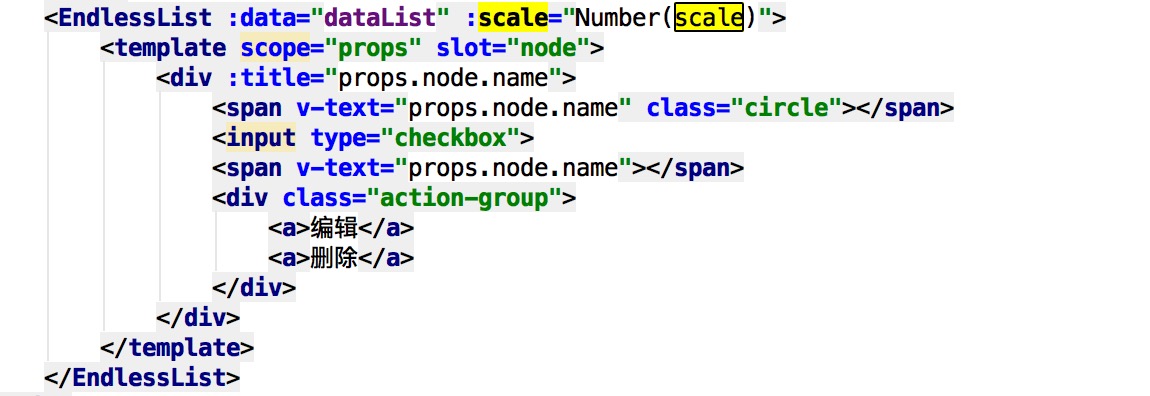 <EndlessList :data="dataList" :scale="Number(scale)">
<template scope="props" slot="node">
<div :title="props.node.name">
<span v-text="props.node.name" class="circle"></span>
<input type="checkbox">
<span v-text="props.node.name"></span>
<div class="action-group">
<a>编辑</a>
<a>删除</a>
</div>
</div>
</template>
</EndlessList>